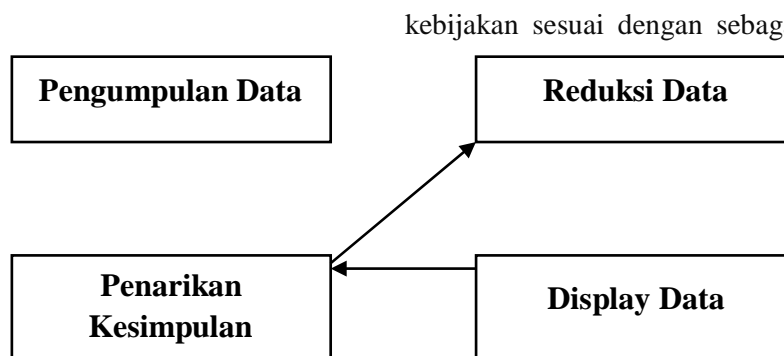 kebijakan sesuai dengan sebag
Pengumpulan Data
Reduksi Data
Penarikan
Kesimpulan
Display Data